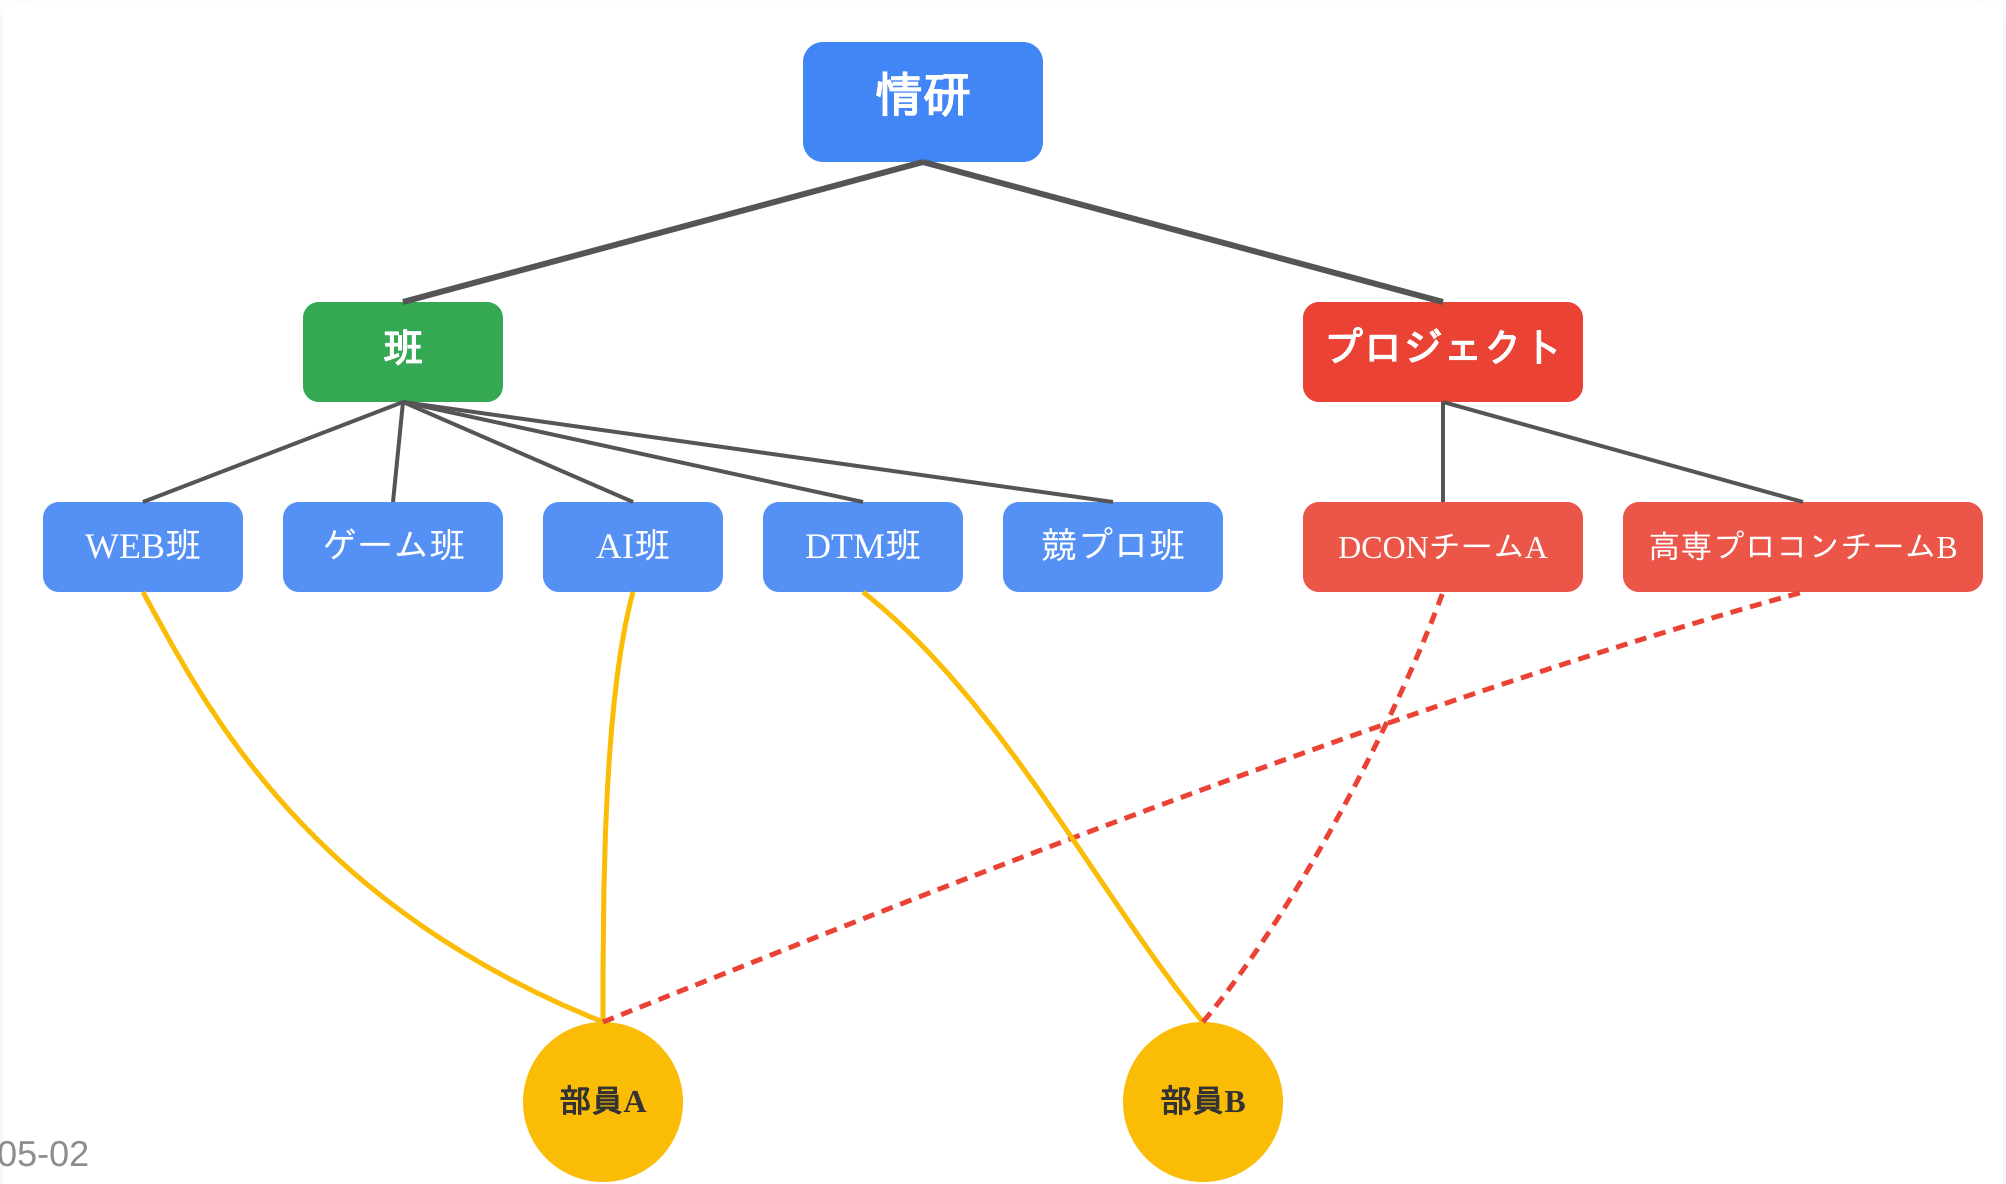 情研
班
プロジェクト
WEB班
ゲーム班
AI班
DTM班
競プロ班
DCONチームA
高専プロコンチームB
部員A
部員B
05-02